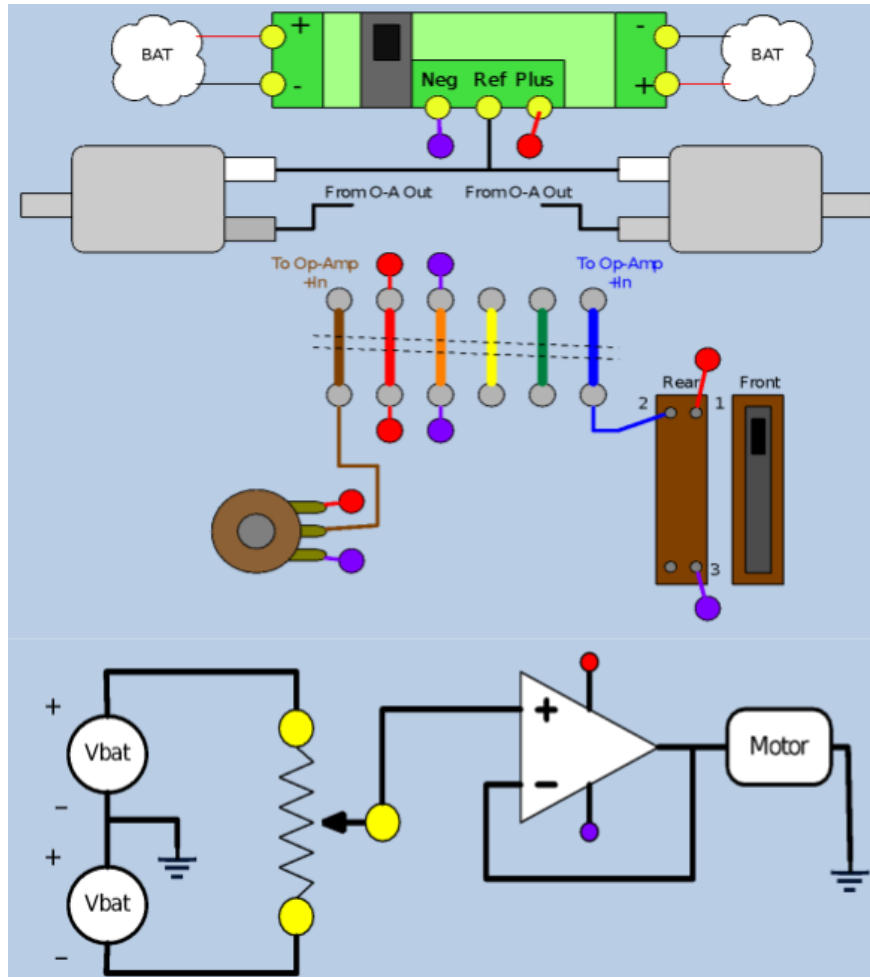 BAT
+
-
Neg Ref Plus
-
+
BAT
From O-A Out
From O-A Out
To Op-Amp
+In
To Op-Amp
+In
Rear
Front
2
1
3
+
Vbat
-
+
Vbat
-
+
-
Motor